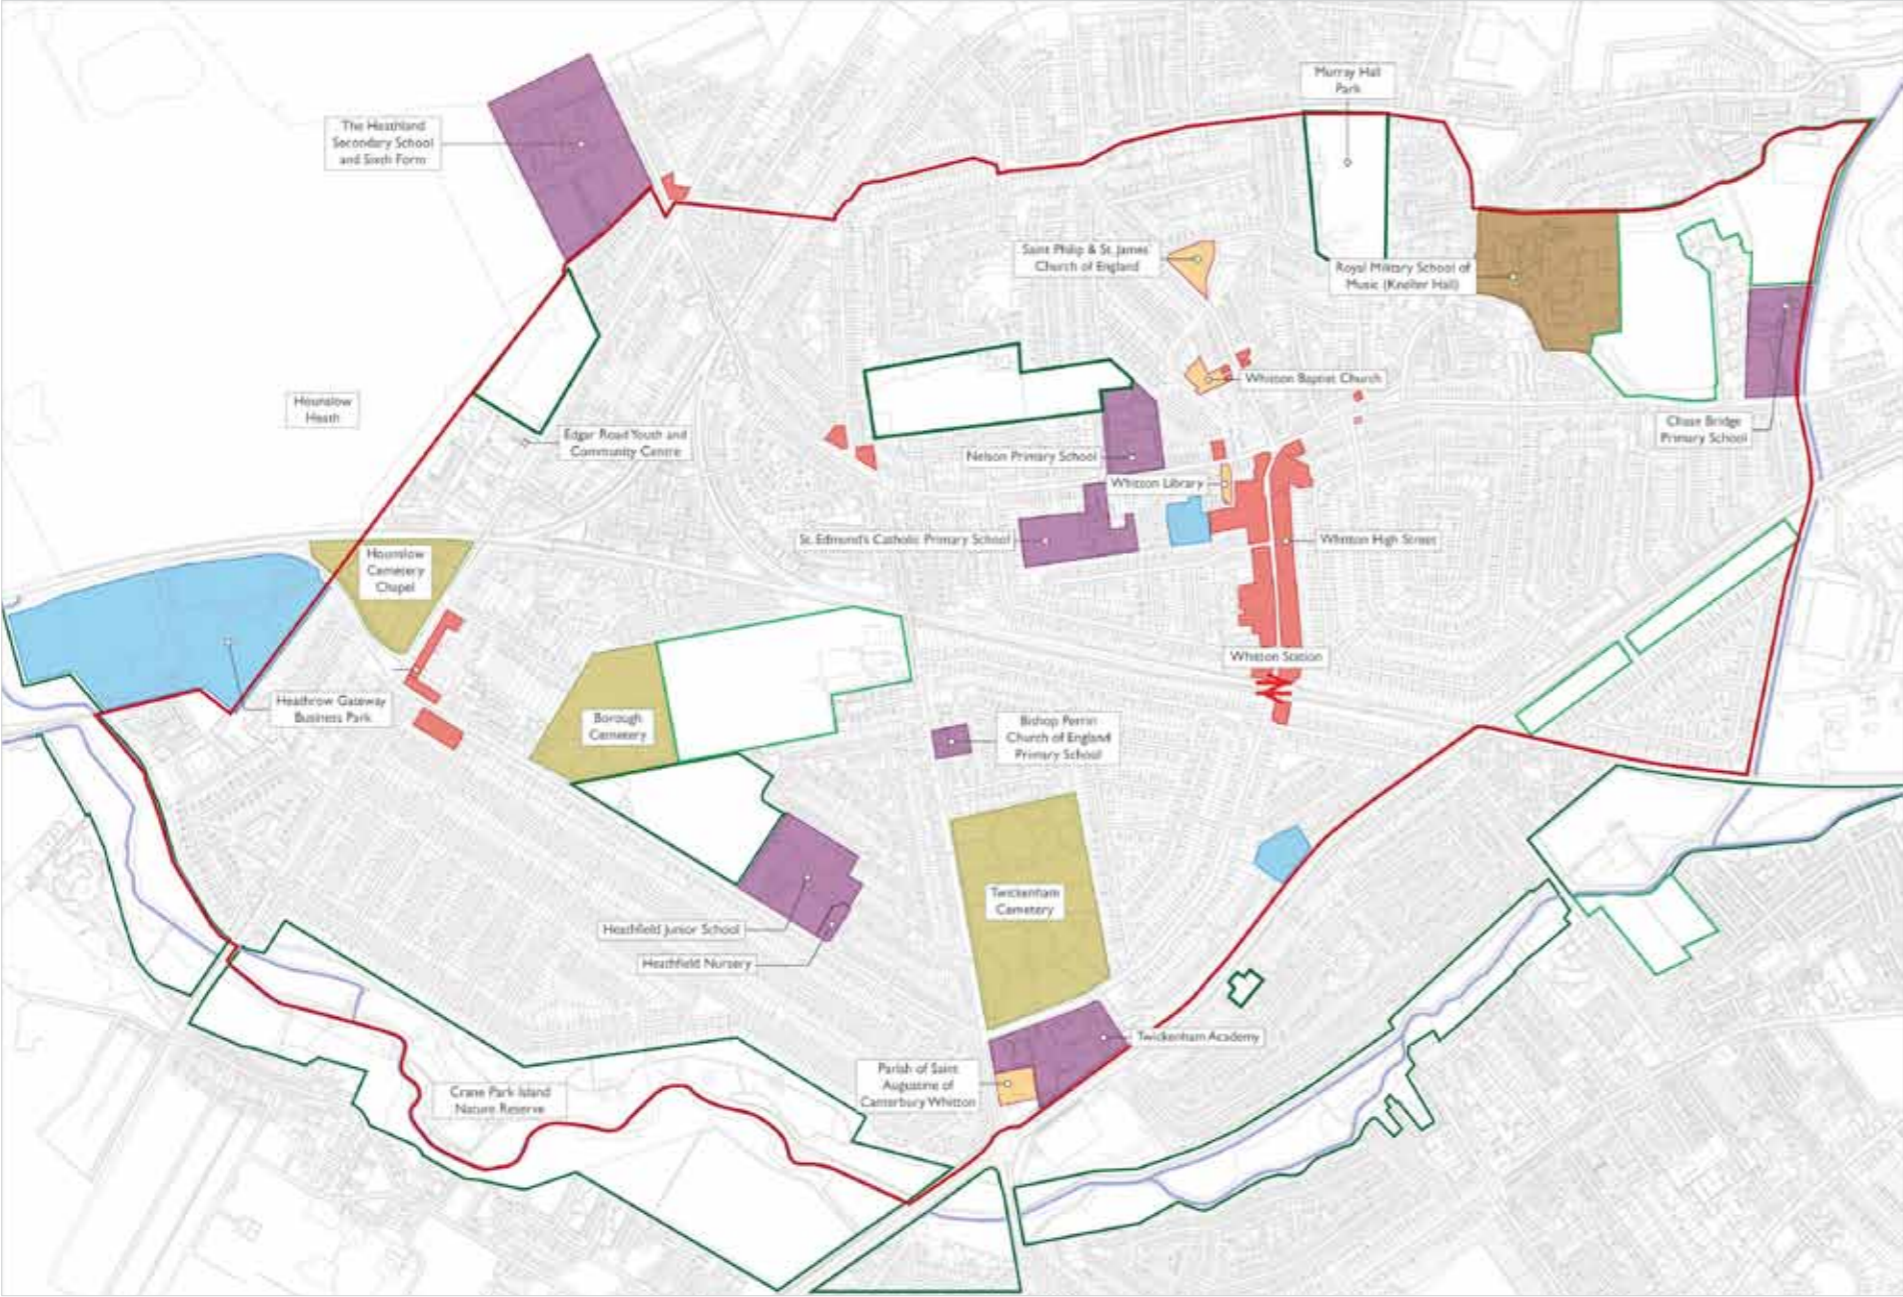 Murray Hall
Park
The Heathland
Secondary School
and Sixth Form
Saint Philip & St. James'
Church of England
Royal Military School of
Music (Kneller Hall)
Whitton Baptist Church
Hounslow
Heath
Edgar Road Youth and
Community Centre
Chase Bridge
Primary School
Nelson Primary School
Whitton Library
St. Edmund's Catholic Primary School
Whitton High Street
Hounslow
Cemetery
Chapel
Whitton Station
Heathrow Gateway
Business Park
Borough
Cemetery
Bishop Perrin
Church of England
Primary School
Twickenham
Cemetery
Heathfield Junior School
Heathfield Nursery
Twickenham Academy
Parish of Saint
Augustine of
Canterbury Whitton
Crane Park Island
Nature Reserve